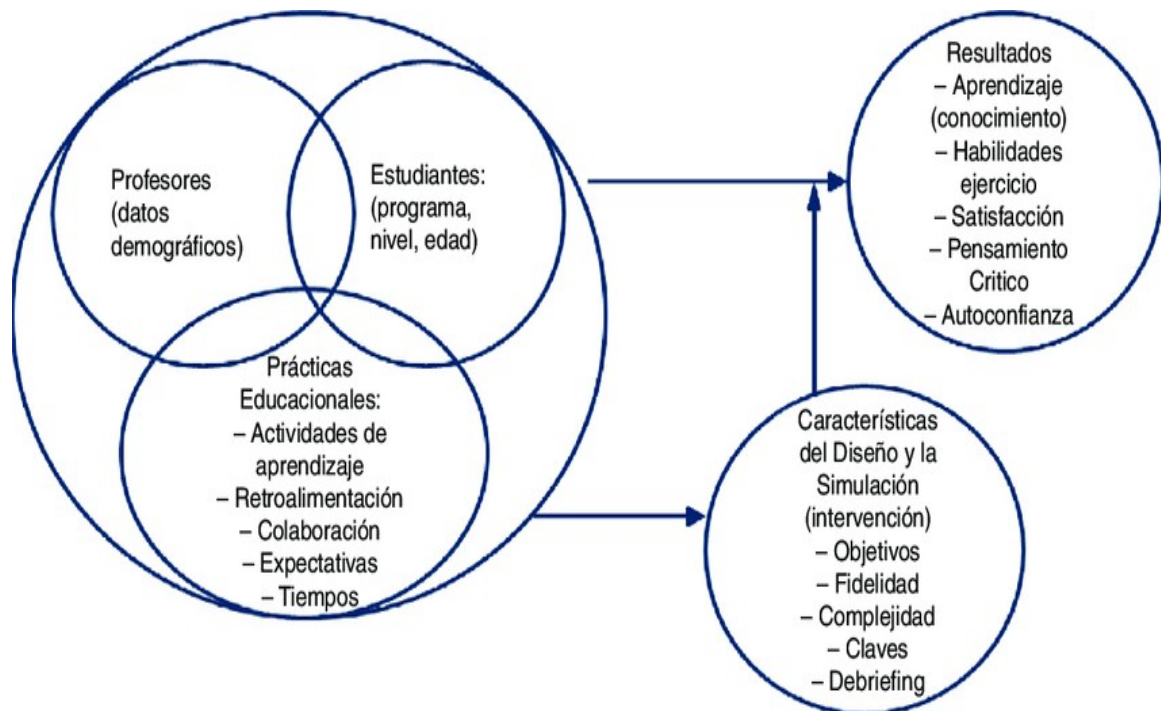 Profesores
(datos
demográficos)
Estudiantes:
(programa,
nivel, edad)
Prácticas
Educacionales:
– Actividades de
aprendizaje
– Retroalimentación
– Colaboración
– Expectativas
– Tiempos
Resultados
– Aprendizaje
(conocimiento)
– Habilidades
ejercicio
– Satisfacción
– Pensamiento
Critico
– Autoconfianza
Característícas
del Diseño y la
Simulación
(intervención)
– Objetivos
– Fidelidad
– Complejidad
– Claves
– Debriefing